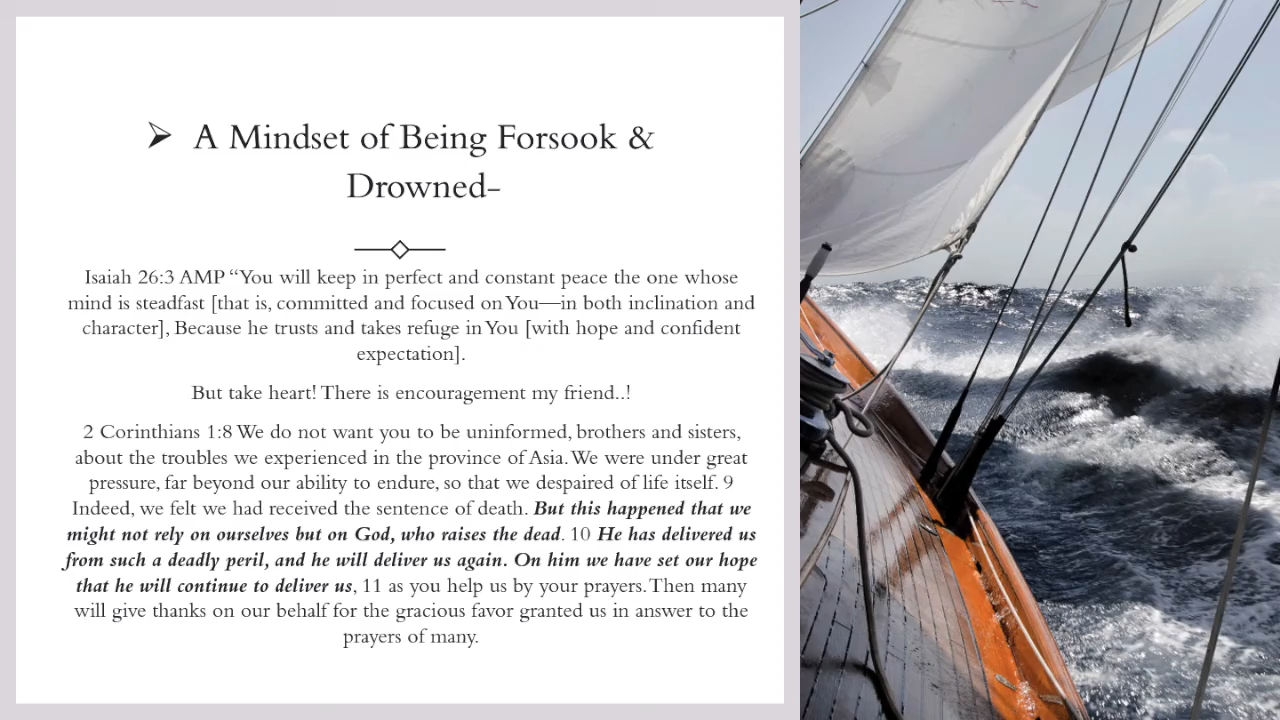 ➢ A Mindset of Being Forsook &
Drowned-
Isaiah 26:3 AMP “You will keep in perfect and constant peace the one whose
mind is steadfast [that is, committed and focused on You—in both inclination and
character], Because he trusts and takes refuge in You [with hope and confident
expectation].
But take heart! There is encouragement my friend..!
2 Corinthians 1:8 We do not want you to be uninformed, brothers and sisters,
about the troubles we experienced in the province of Asia. We were under great
pressure, far beyond our ability to endure, so that we despaired of life itself. 9
Indeed, we felt we had received the sentence of death. But this happened that we
might not rely on ourselves but on God, who raises the dead. 10 He has delivered us
from such a deadly peril, and he will deliver us again. On him we have set our hope
that he will continue to deliver us, 11 as you help us by your prayers. Then many
will give thanks on our behalf for the gracious favor granted us in answer to the
prayers of many.